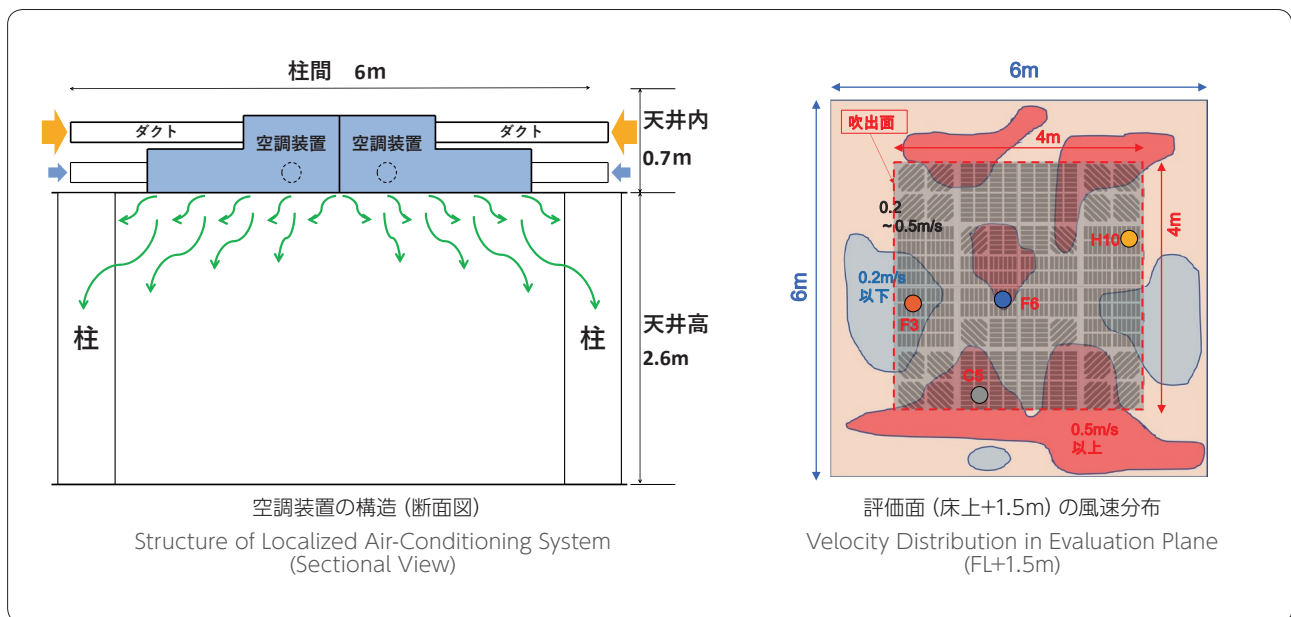 柱間 6m
ダクト
空調装置
空調装置
ダクト
天井内
0.7m
柱
柱
天井高
2.6m
空調装置の構造 (断面図)
Structure of Localized Air-Conditioning System
(Sectional View)
6m
6m
吹出面
4m
4m
0.2
~0.5m/s
H10
0.2m/s
以下
F3
F6
C5
0.5m/s
以上
評価面 (床上+1.5m) の風速分布
Velocity Distribution in Evaluation Plane
(FL+1.5m)